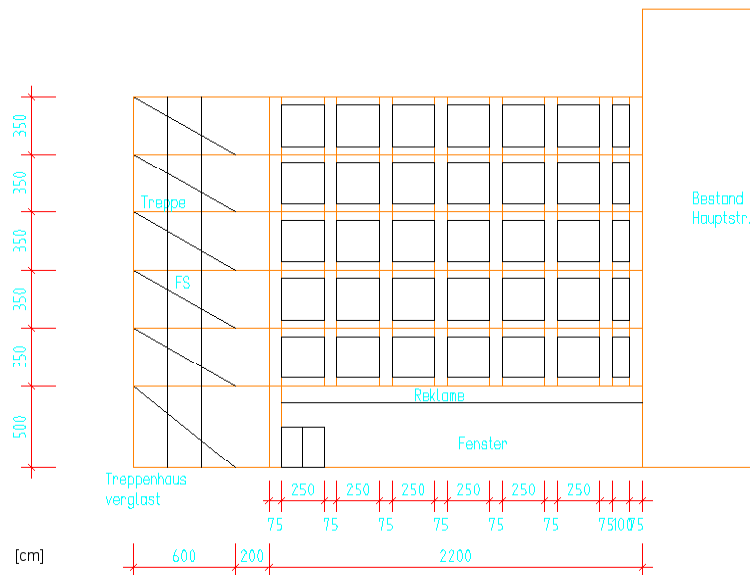 350
350
350
350
350
500
Treppe
FS
Bestand
Hauptstr.
Reklame
Fenster
Treppenhaus
verglast
250 250 250 250 250 250
75 75 75 75 75 75 75 100 75
[cm]
600 200 2200